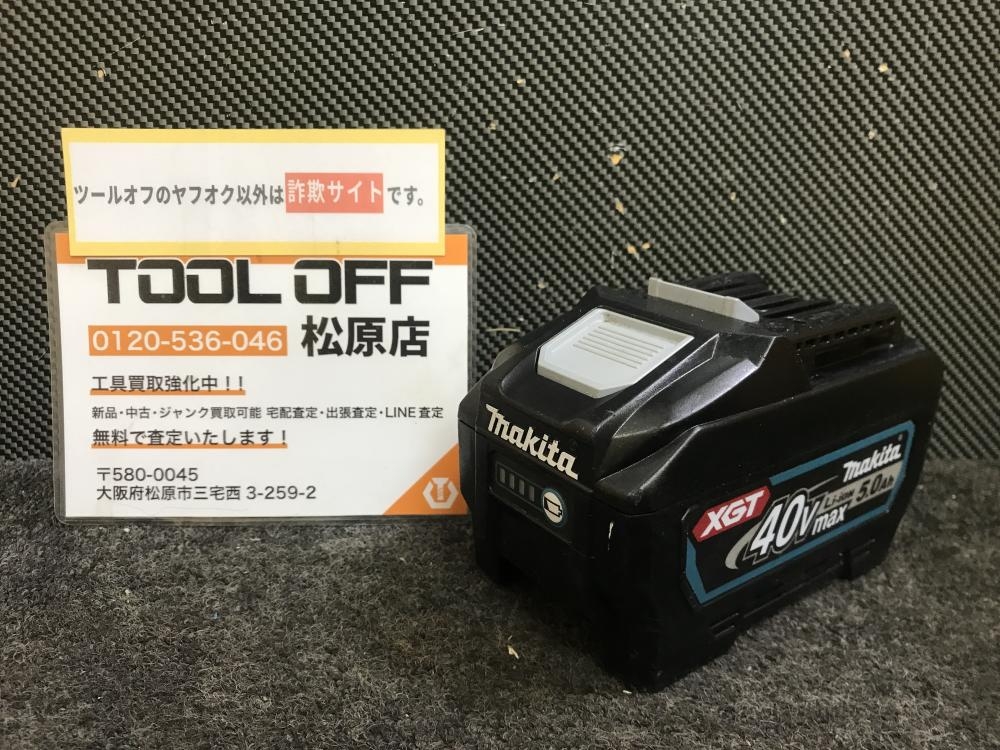 ツールオフのヤフオク以外は詐欺サイトです。
TOOL OFF
0120-536-046 松原店
工具買取強化中!!
新品・中古・ジャンク買取可能 宅配査定・出張査定・LINE査定
無料で査定いたします!
〒580-0045
大阪府松原市三宅西 3-259-2
makita
XGT
40Vmax
makita
Li-ion 5.0Ah